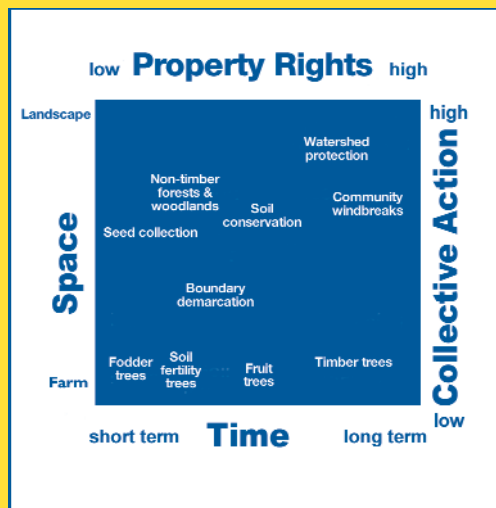 low Property Rights high
Landscape
high
Watershed
protection
Non-timber
forests &
woodlands
Community
windbreaks
Soil
conservation
Seed collection
Space
Collective Action
Boundary
demarcation
Fodder
trees
Soil
fertility
trees
Fruit
trees
Timber trees
Farm
low
short term Time long term